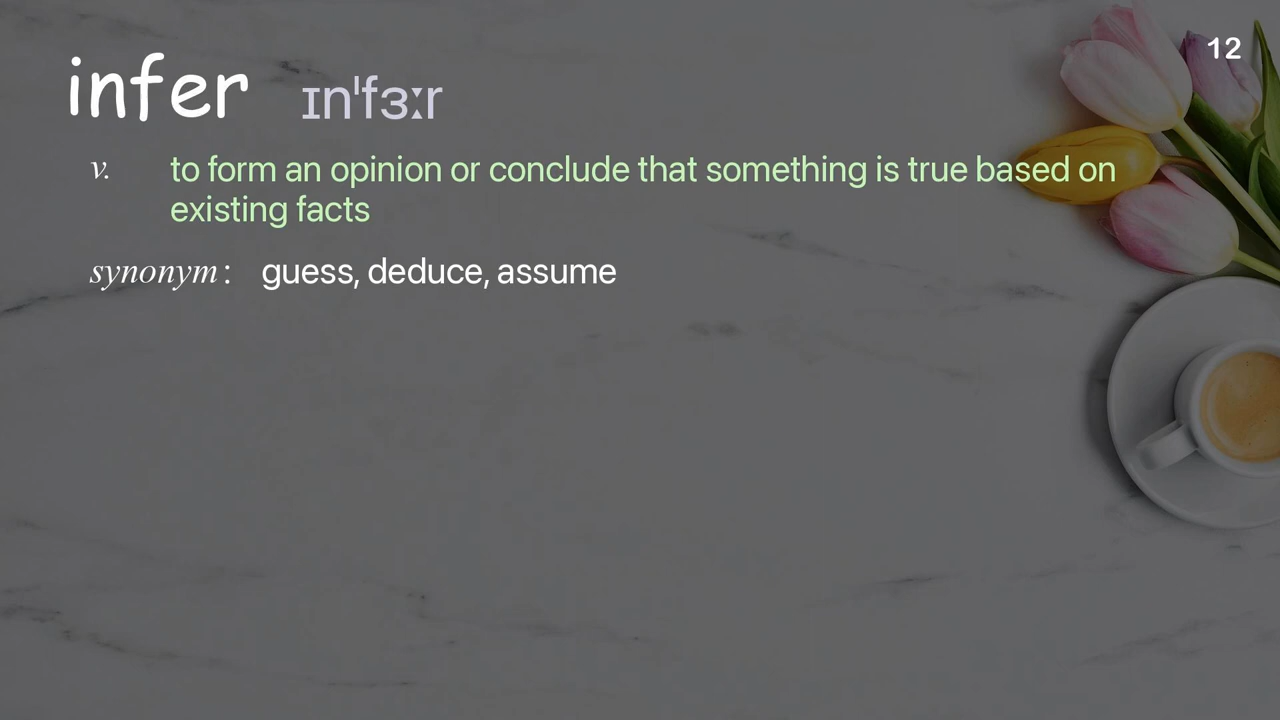 12
infer ɪnˈfɜːr
v. to form an opinion or conclude that something is true based on
existing facts
synonym : guess, deduce, assume